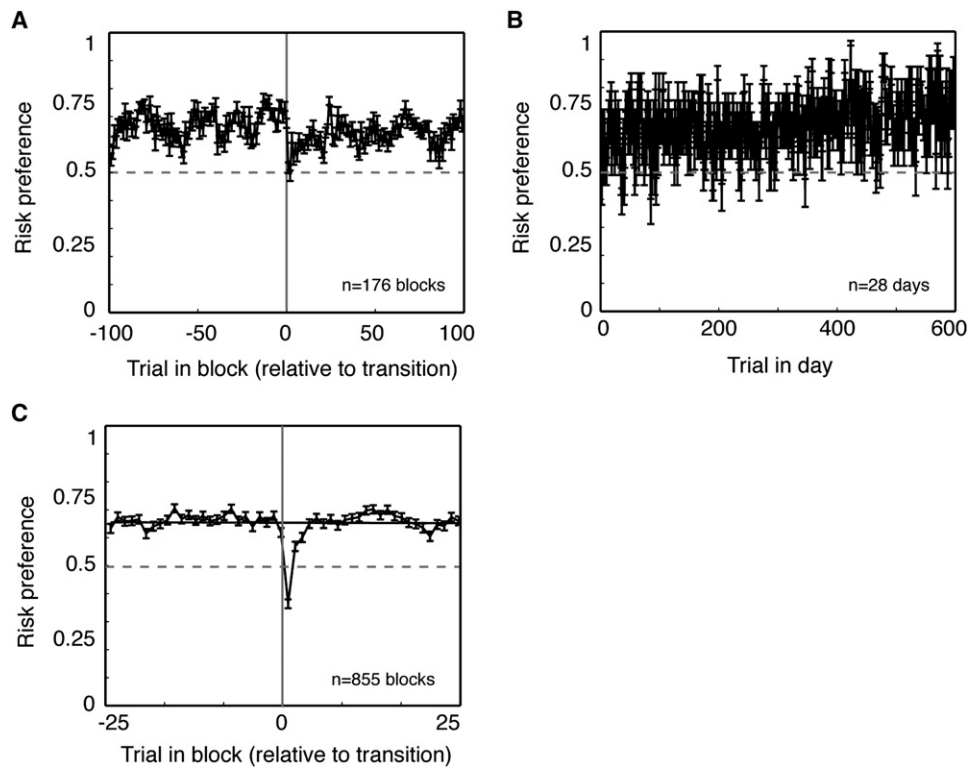 A
1
0.75
0.5
0.25
0
Risk preference
n=176 blocks
-100 -50 0 50 100
Trial in block (relative to transition)
B
1
0.75
0.5
0.25
0
Risk preference
n=28 days
0 200 400 600
Trial in day
C
1
0.75
0.5
0.25
0
Risk preference
n=855 blocks
-25 0 25
Trial in block (relative to transition)